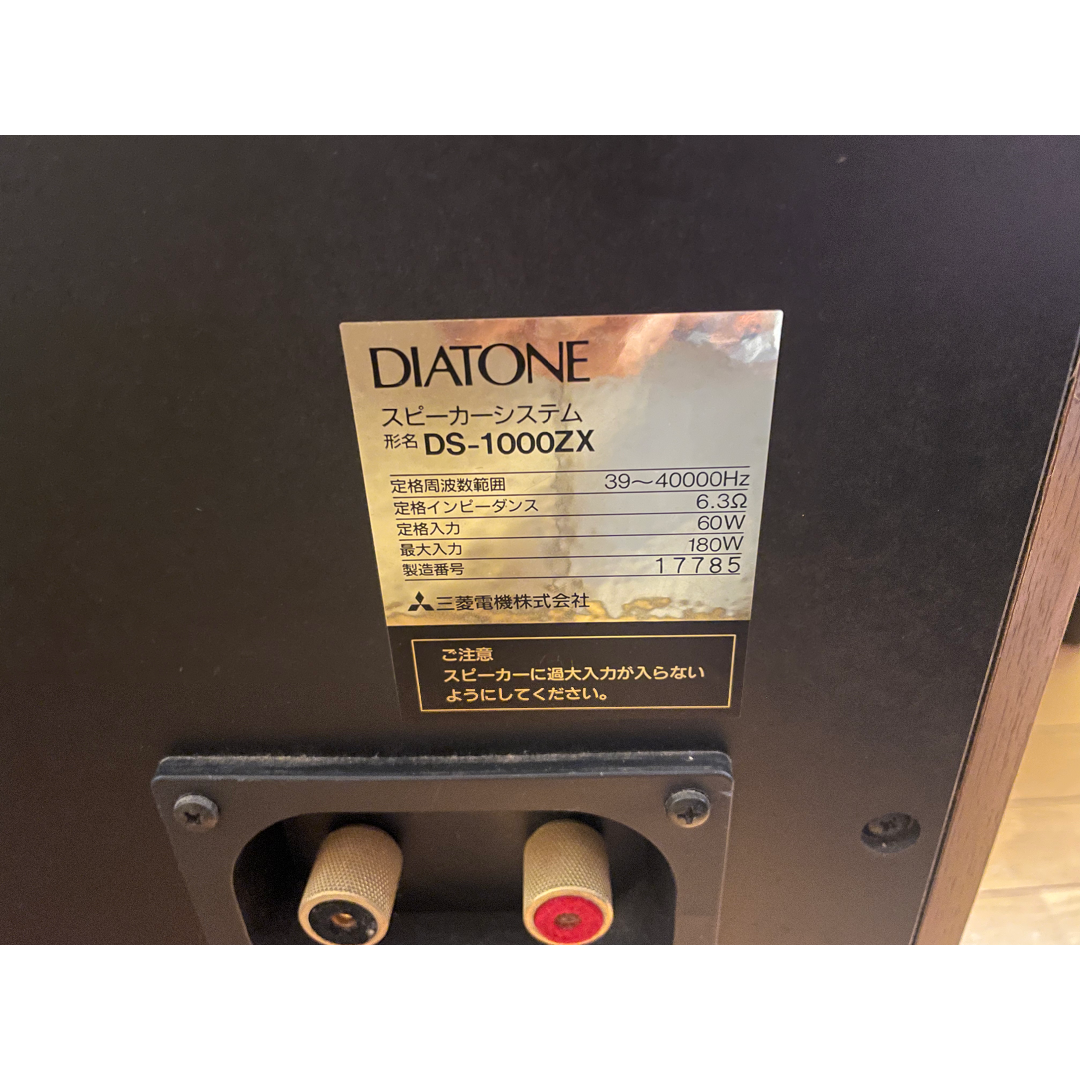 DIATONE
スピーカーシステム
形名 DS-1000ZX
定格周波数範囲 39〜40000Hz
定格インピーダンス 6.3Ω
定格入力 60W
最大入力 180W
製造番号 17785
三菱電機株式会社
ご注意
スピーカーに過大入力が入らない
ようにしてください。